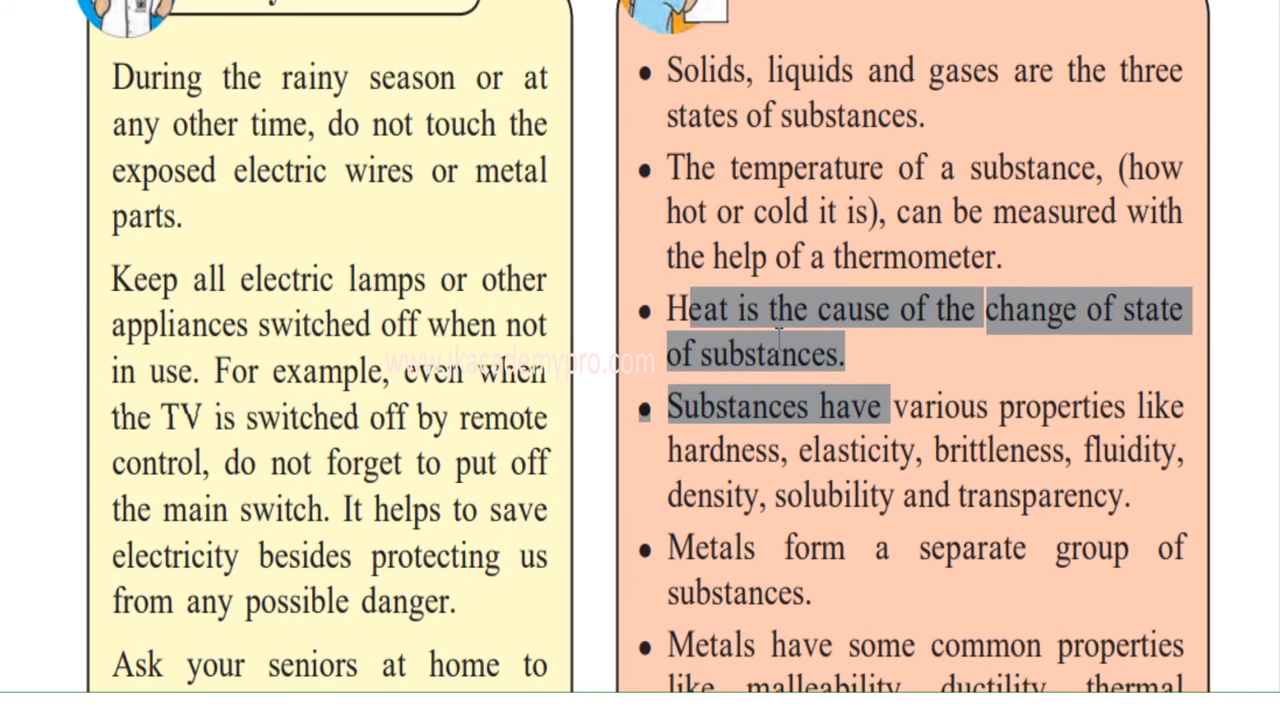 During the rainy season or at
any other time, do not touch the
exposed electric wires or metal
parts.
Keep all electric lamps or other
appliances switched off when not
in use. For example, even when
the TV is switched off by remote
control, do not forget to put off
the main switch. It helps to save
electricity besides protecting us
from any possible danger.
Ask your seniors at home to
• Solids, liquids and gases are the three
states of substances.
• The temperature of a substance, (how
hot or cold it is), can be measured with
the help of a thermometer.
• Heat is the cause of the change of state
of substances.
• Substances have various properties like
hardness, elasticity, brittleness, fluidity,
density, solubility and transparency.
• Metals form a separate group of
substances.
• Metals have some common properties
like malleability, ductility, thermal
www.ikacademypro.com